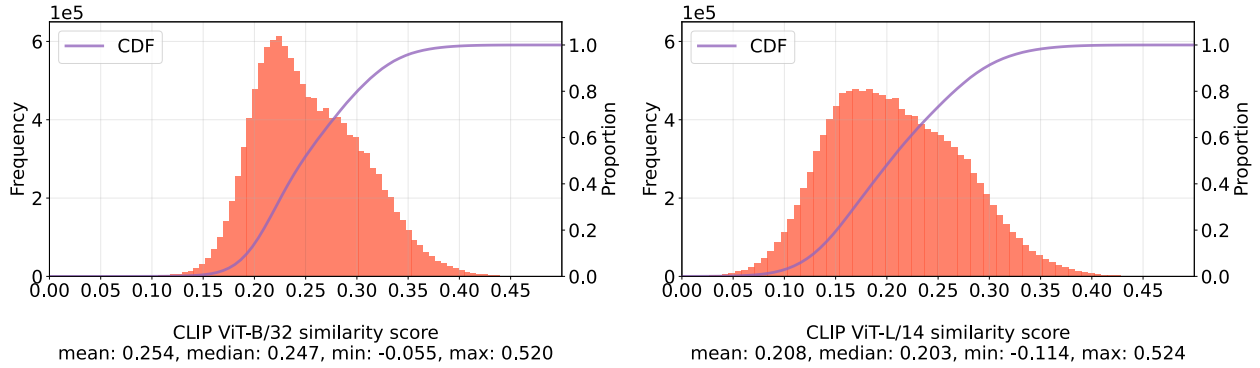 1e5
CDF
6
4
2
0
Frequency
1.0
0.8
0.6
0.4
0.2
0.0
Proportion
0.00 0.05 0.10 0.15 0.20 0.25 0.30 0.35 0.40 0.45
CLIP ViT-B/32 similarity score
mean: 0.254, median: 0.247, min: -0.055, max: 0.520
1e5
CDF
6
4
2
0
Frequency
1.0
0.8
0.6
0.4
0.2
0.0
Proportion
0.00 0.05 0.10 0.15 0.20 0.25 0.30 0.35 0.40 0.45
CLIP ViT-L/14 similarity score
mean: 0.208, median: 0.203, min: -0.114, max: 0.524